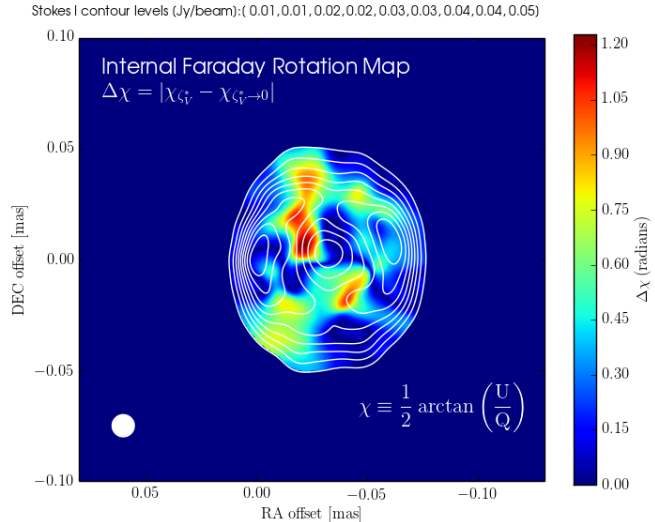 Stokes I contour levels (Jy/beam):( 0.01, 0.01, 0.02, 0.02, 0.03, 0.03, 0.04, 0.04, 0.05)
Internal Faraday Rotation Map
Δχ = |χ_{ζ*_V} − χ_{ζ*_V→0}|
χ ≡ 1/2 arctan (U/Q)
0.10
0.05
0.00
−0.05
−0.10
DEC offset [mas]
0.05 0.00 −0.05 −0.10
RA offset [mas]
1.20
1.05
0.90
0.75
0.60
0.45
0.30
0.15
0.00
Δχ (radians)